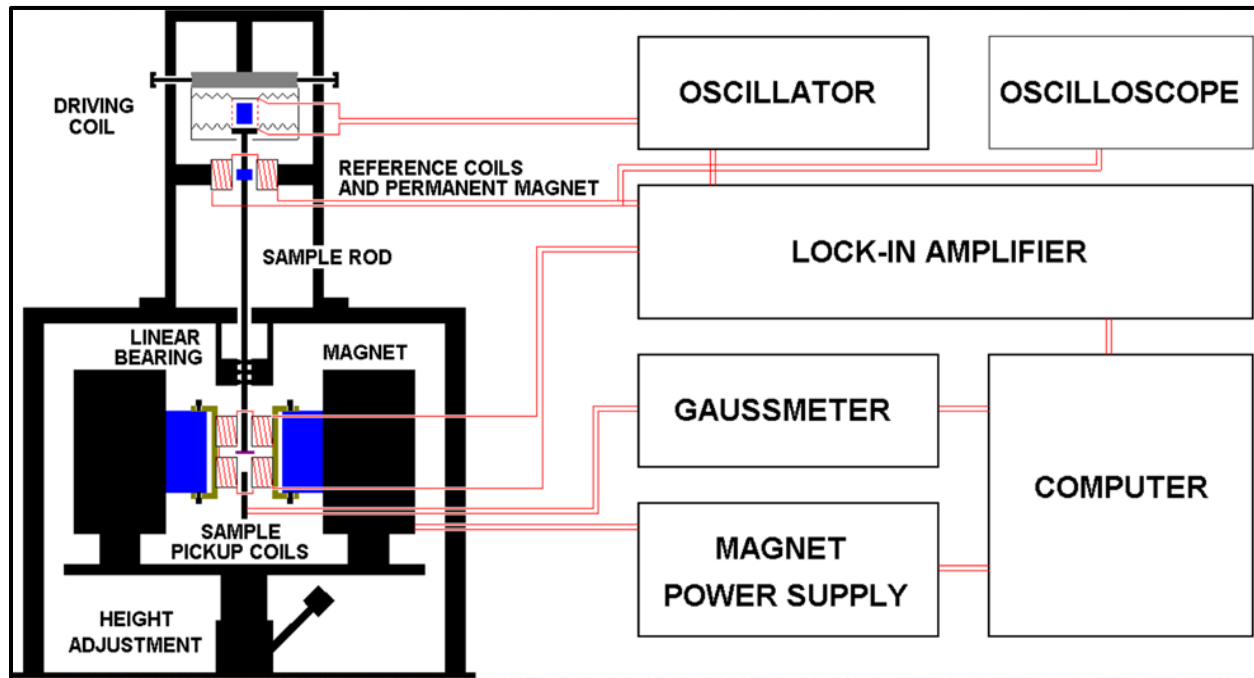 DRIVING
COIL
OSCILLATOR
OSCILLOSCOPE
REFERENCE COILS
AND PERMANENT MAGNET
SAMPLE ROD
LOCK-IN AMPLIFIER
LINEAR
BEARING
MAGNET
GAUSSMETER
COMPUTER
SAMPLE
PICKUP COILS
MAGNET
POWER SUPPLY
HEIGHT
ADJUSTMENT